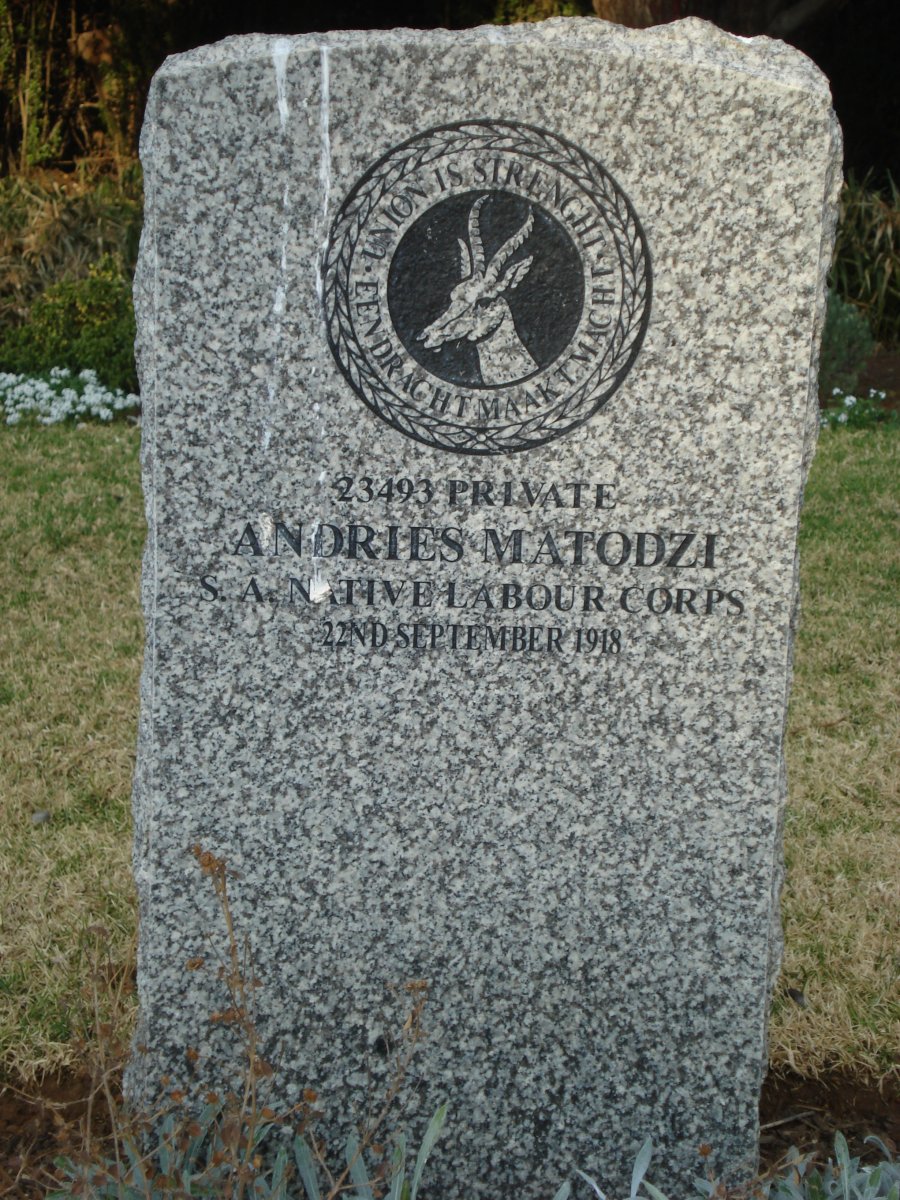 · UNION IS STRENGHT ·
EENDRACHT MAAKT MACHT
23493 PRIVATE
ANDRIES MATODZI
S. A. NATIVE LABOUR CORPS
22ND SEPTEMBER 1918